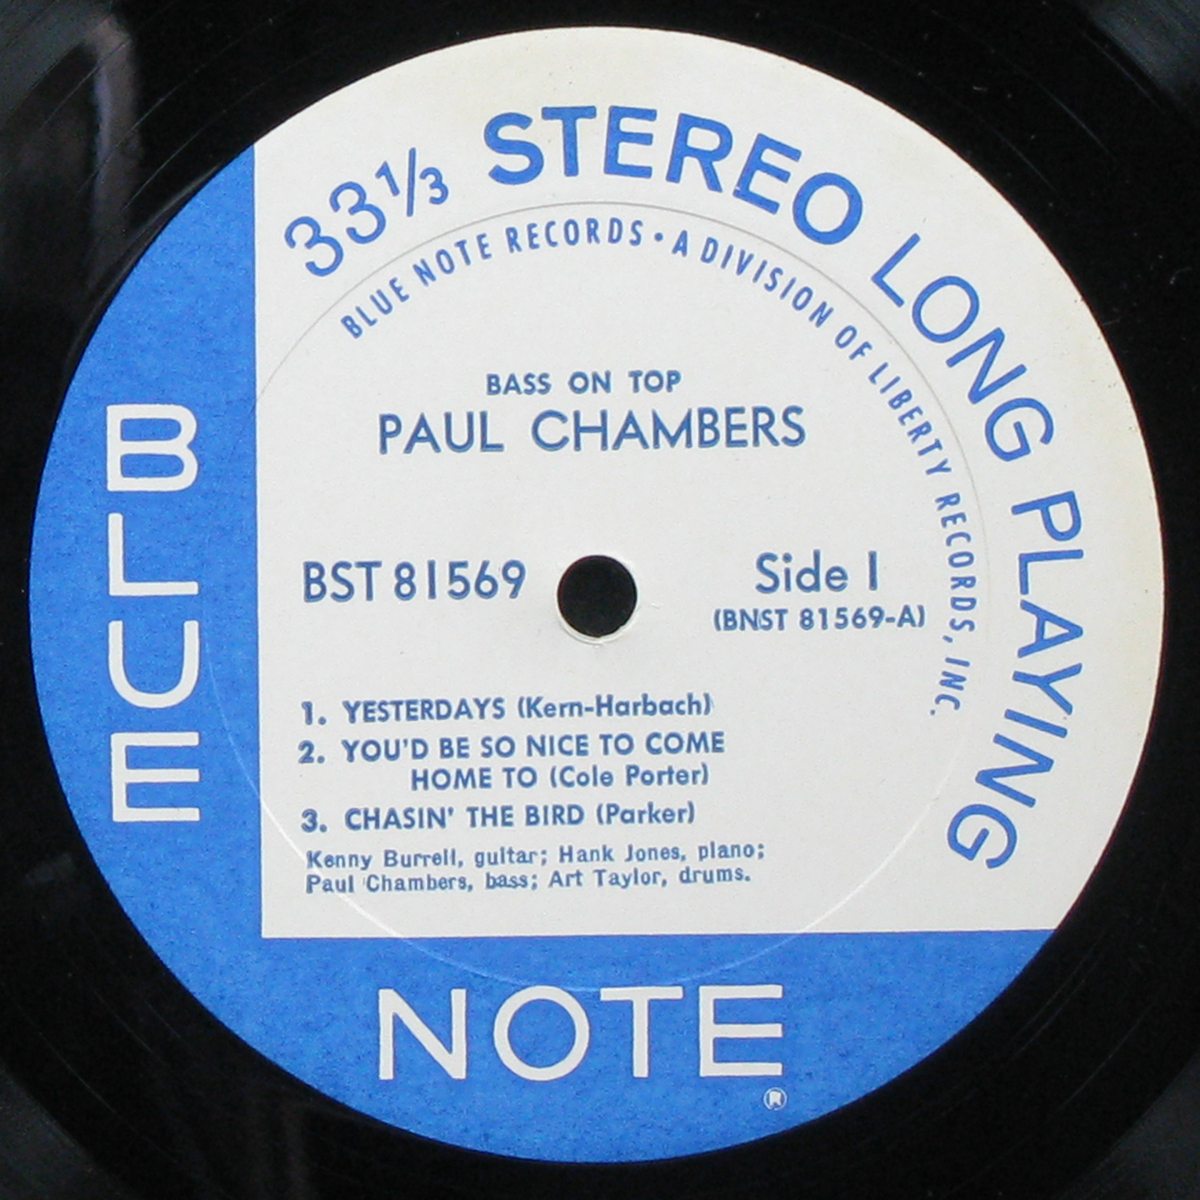 33⅓ STEREO LONG PLAYING
BLUE NOTE RECORDS • A DIVISION OF LIBERTY RECORDS, INC.
BASS ON TOP
PAUL CHAMBERS
BST 81569
Side 1
(BNST 81569-A)
1. YESTERDAYS (Kern-Harbach)
2. YOU'D BE SO NICE TO COME
HOME TO (Cole Porter)
3. CHASIN' THE BIRD (Parker)
Kenny Burrell, guitar; Hank Jones, piano;
Paul Chambers, bass; Art Taylor, drums.
BLUE
NOTE
®